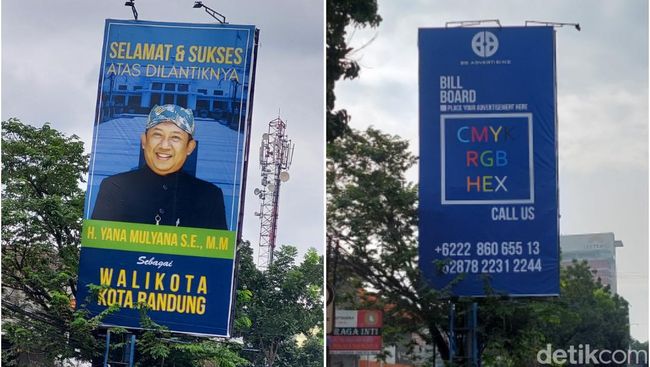 SELAMAT & SUKSES
ATAS DILANTIKNYA
H. YANA MULYANA S.E., M.M
Sebagai
WALIKOTA
KOTA BANDUNG
BB ADVERTISING
BILL
BOARD
PLACE YOUR ADVERTISEMENT HERE
CMYK
RGB
HEX
CALL US
+6222 860 655 13
+62878 2231 2244
RAGA INTI
detikcom